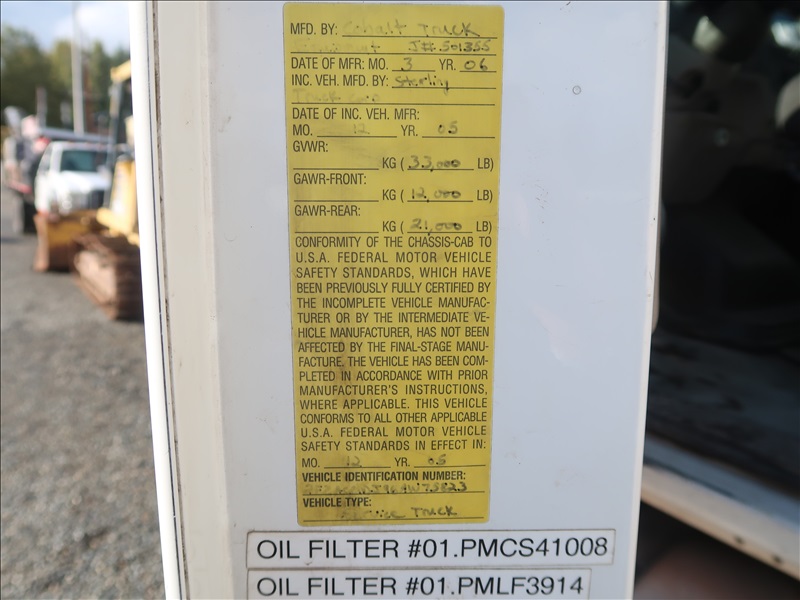 MFD. BY: Cobalt Truck
Equipment J#:501355
DATE OF MFR: MO. 3 YR. 06
INC. VEH. MFD. BY: Sterling
Truck
DATE OF INC. VEH. MFR:
MO. 12 YR. 05
GVWR:
KG ( 33,000 LB)
GAWR-FRONT:
KG ( 12,000 LB)
GAWR-REAR:
KG ( 21,000 LB)
CONFORMITY OF THE CHASSIS-CAB TO
U.S.A. FEDERAL MOTOR VEHICLE
SAFETY STANDARDS, WHICH HAVE
BEEN PREVIOUSLY FULLY CERTIFIED BY
THE INCOMPLETE VEHICLE MANUFAC-
TURER OR BY THE INTERMEDIATE VE-
HICLE MANUFACTURER, HAS NOT BEEN
AFFECTED BY THE FINAL-STAGE MANU-
FACTURE. THE VEHICLE HAS BEEN COM-
PLETED IN ACCORDANCE WITH PRIOR
MANUFACTURER'S INSTRUCTIONS,
WHERE APPLICABLE. THIS VEHICLE
CONFORMS TO ALL OTHER APPLICABLE
U.S.A. FEDERAL MOTOR VEHICLE
SAFETY STANDARDS IN EFFECT IN:
MO. 12 YR. 05
VEHICLE IDENTIFICATION NUMBER:
VEHICLE TYPE:
Service Truck
OIL FILTER #01.PMCS41008
OIL FILTER #01.PMLF3914